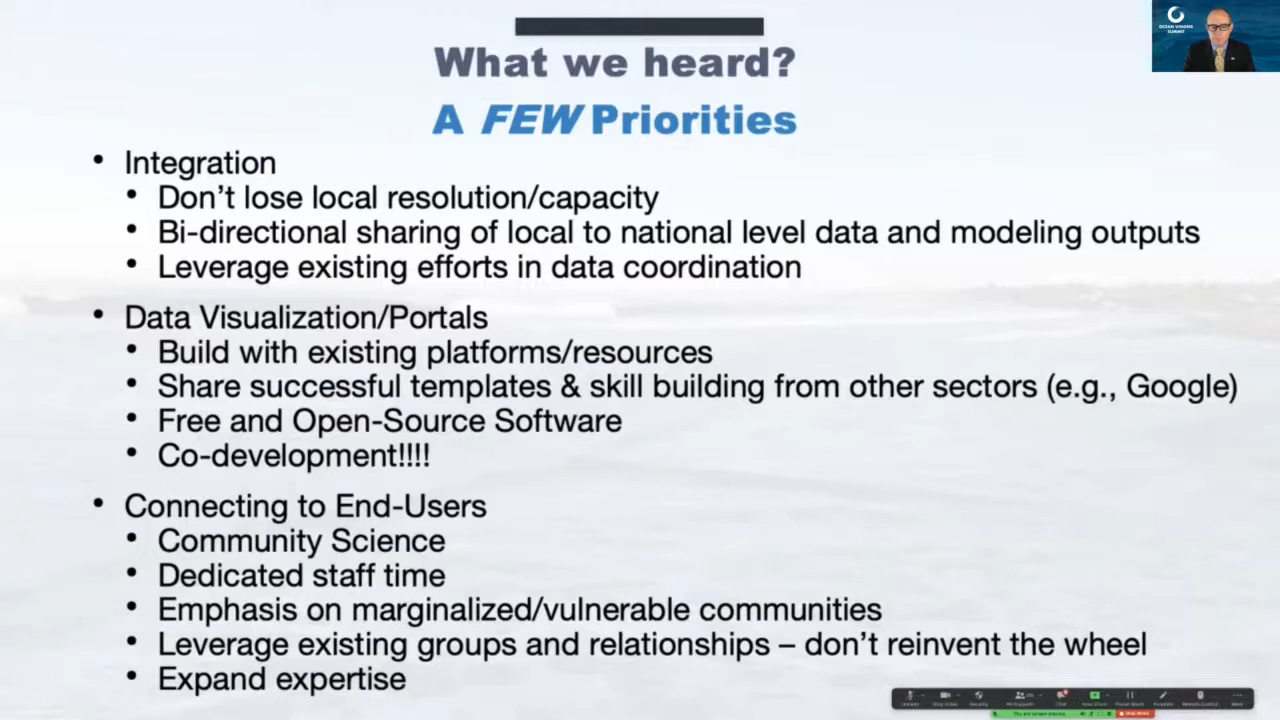 OCEAN VISIONS
SUMMIT
What we heard?
A FEW Priorities
• Integration
• Don't lose local resolution/capacity
• Bi-directional sharing of local to national level data and modeling outputs
• Leverage existing efforts in data coordination
• Data Visualization/Portals
• Build with existing platforms/resources
• Share successful templates & skill building from other sectors (e.g., Google)
• Free and Open-Source Software
• Co-development!!!!
• Connecting to End-Users
• Community Science
• Dedicated staff time
• Emphasis on marginalized/vulnerable communities
• Leverage existing groups and relationships – don't reinvent the wheel
• Expand expertise